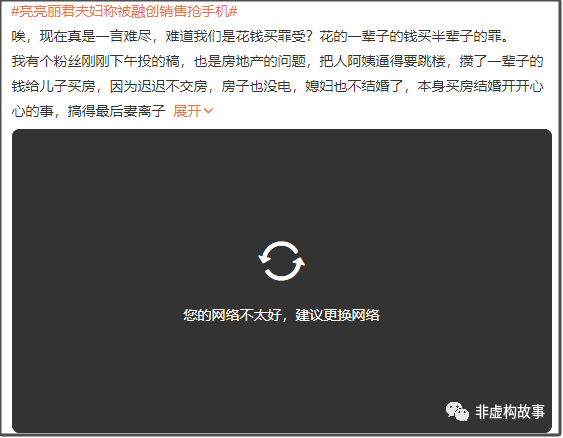 #亮亮丽君夫妇称被融创销售抢手机#
唉，现在真是一言难尽，难道我们是花钱买罪受？花的一辈子的钱买半辈子的罪。
我有个粉丝刚刚下午投的稿，也是房地产的问题，把人阿姨逼得要跳楼，攒了一辈子的
钱给儿子买房，因为迟迟不交房，房子也没电，媳妇也不结婚了，本身买房结婚开开心
心的事，搞得最后妻离子 展开
您的网络不太好，建议更换网络
非虚构故事